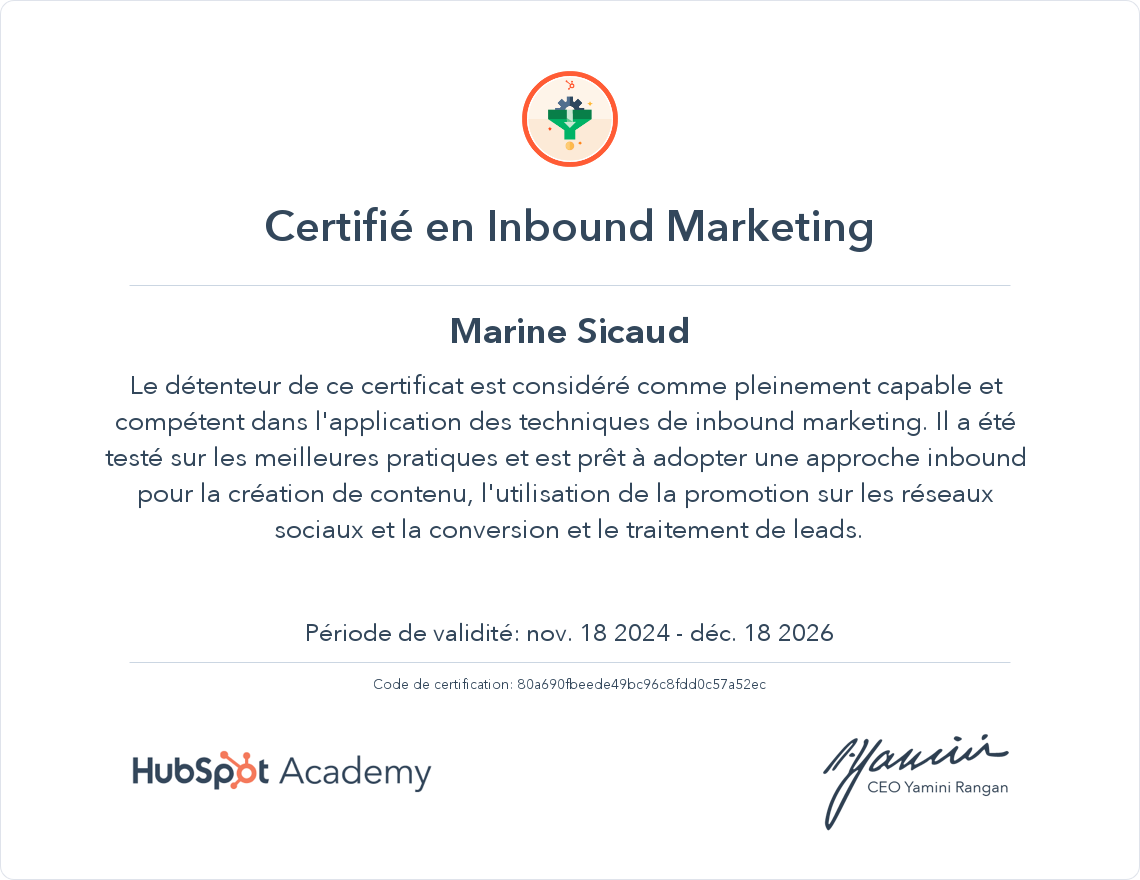 Certifié en Inbound Marketing
Marine Sicaud
Le détenteur de ce certificat est considéré comme pleinement capable et
compétent dans l'application des techniques de inbound marketing. Il a été
testé sur les meilleures pratiques et est prêt à adopter une approche inbound
pour la création de contenu, l'utilisation de la promotion sur les réseaux
sociaux et la conversion et le traitement de leads.
Période de validité: nov. 18 2024 - déc. 18 2026
Code de certification: 80a690fbeede49bc96c8fdd0c57a52ec
HubSpot Academy
Yamini
CEO Yamini Rangan